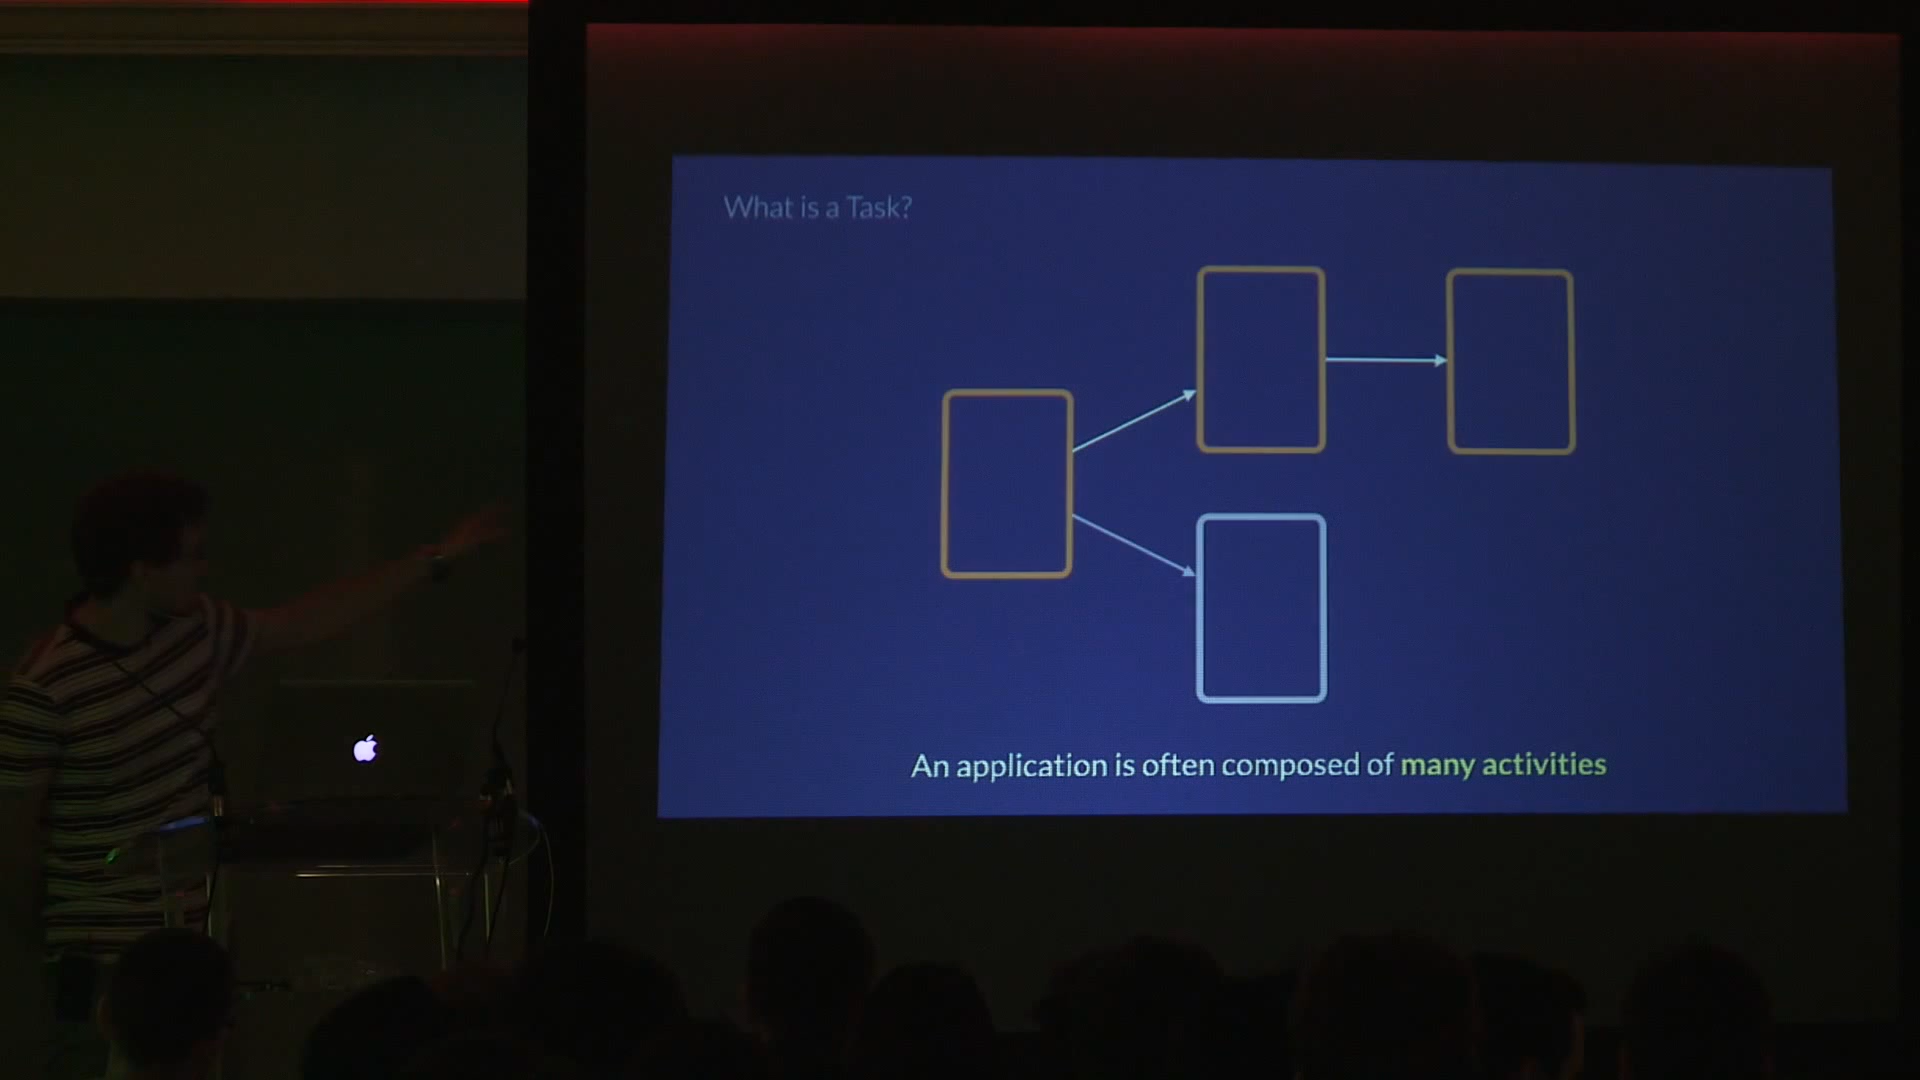 What is a Task?
An application is often composed of many activities